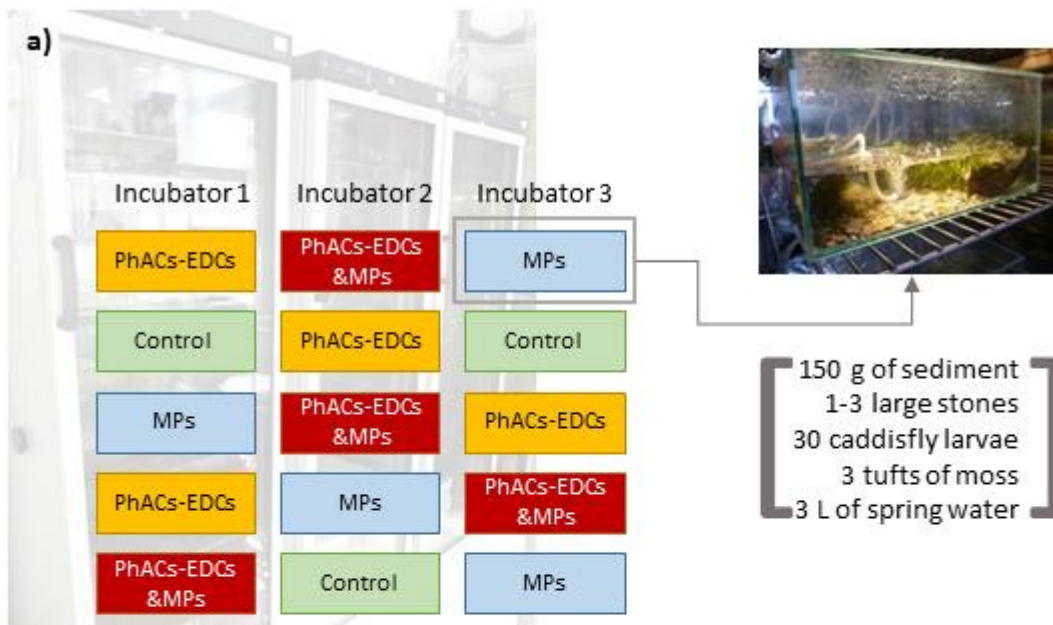 a)
Incubator 1
Incubator 2
Incubator 3
PhACs-EDCs
PhACs-EDCs
&MPs
MPs
Control
PhACs-EDCs
Control
MPs
PhACs-EDCs
&MPs
PhACs-EDCs
PhACs-EDCs
MPs
PhACs-EDCs
&MPs
PhACs-EDCs
&MPs
Control
MPs
150 g of sediment
1-3 large stones
30 caddisfly larvae
3 tufts of moss
3 L of spring water